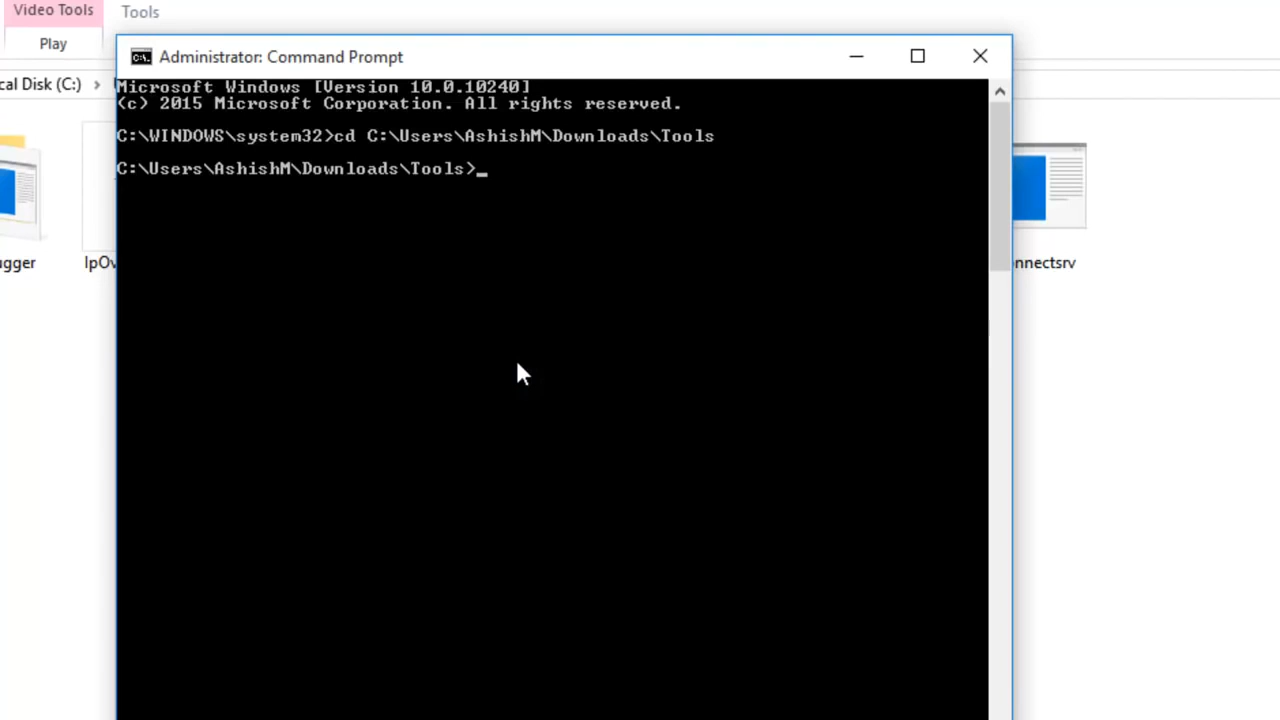 Video Tools
Tools
Play
cal Disk (C:)
Administrator: Command Prompt
Microsoft Windows [Version 10.0.10240]
(c) 2015 Microsoft Corporation. All rights reserved.
C:\WINDOWS\system32>cd C:\Users\AshishM\Downloads\Tools
C:\Users\AshishM\Downloads\Tools>_
ugger
IpOv
nnectsrv